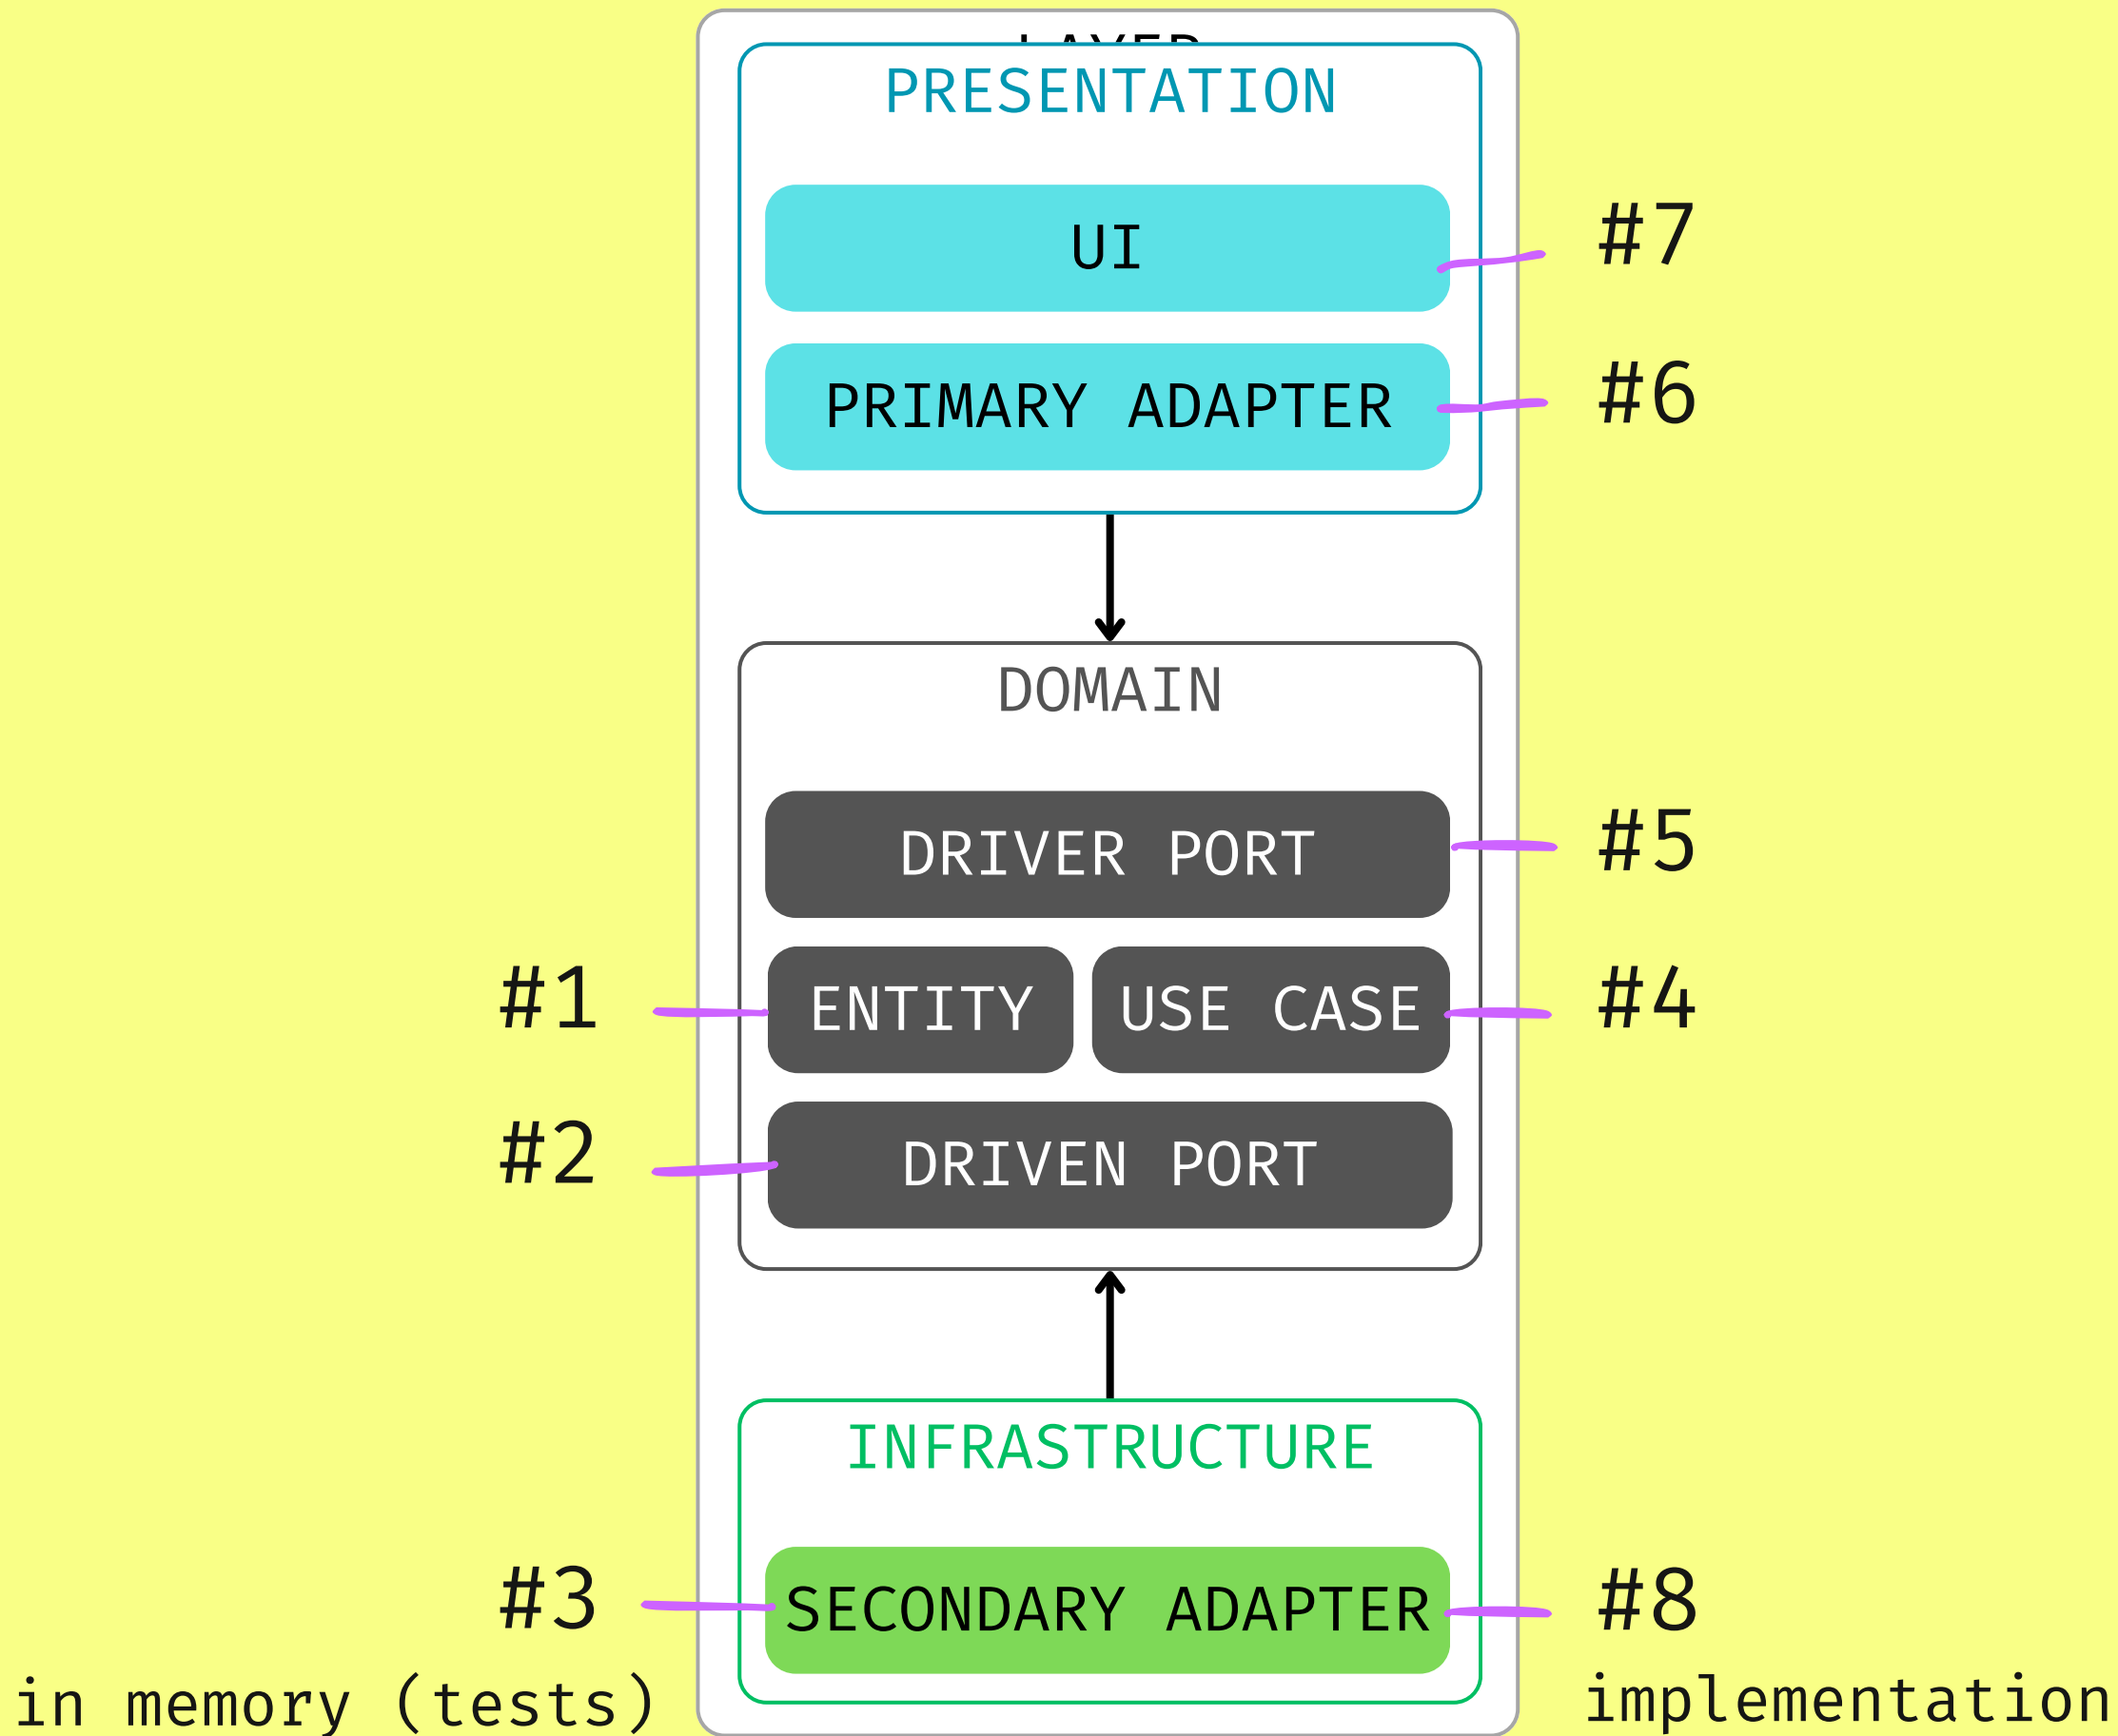 LAYER
PRESENTATION
UI
#7
PRIMARY ADAPTER
#6
DOMAIN
DRIVER PORT
#5
#1
ENTITY
USE CASE
#4
#2
DRIVEN PORT
INFRASTRUCTURE
#3
SECONDARY ADAPTER
#8
in memory (tests)
implementation